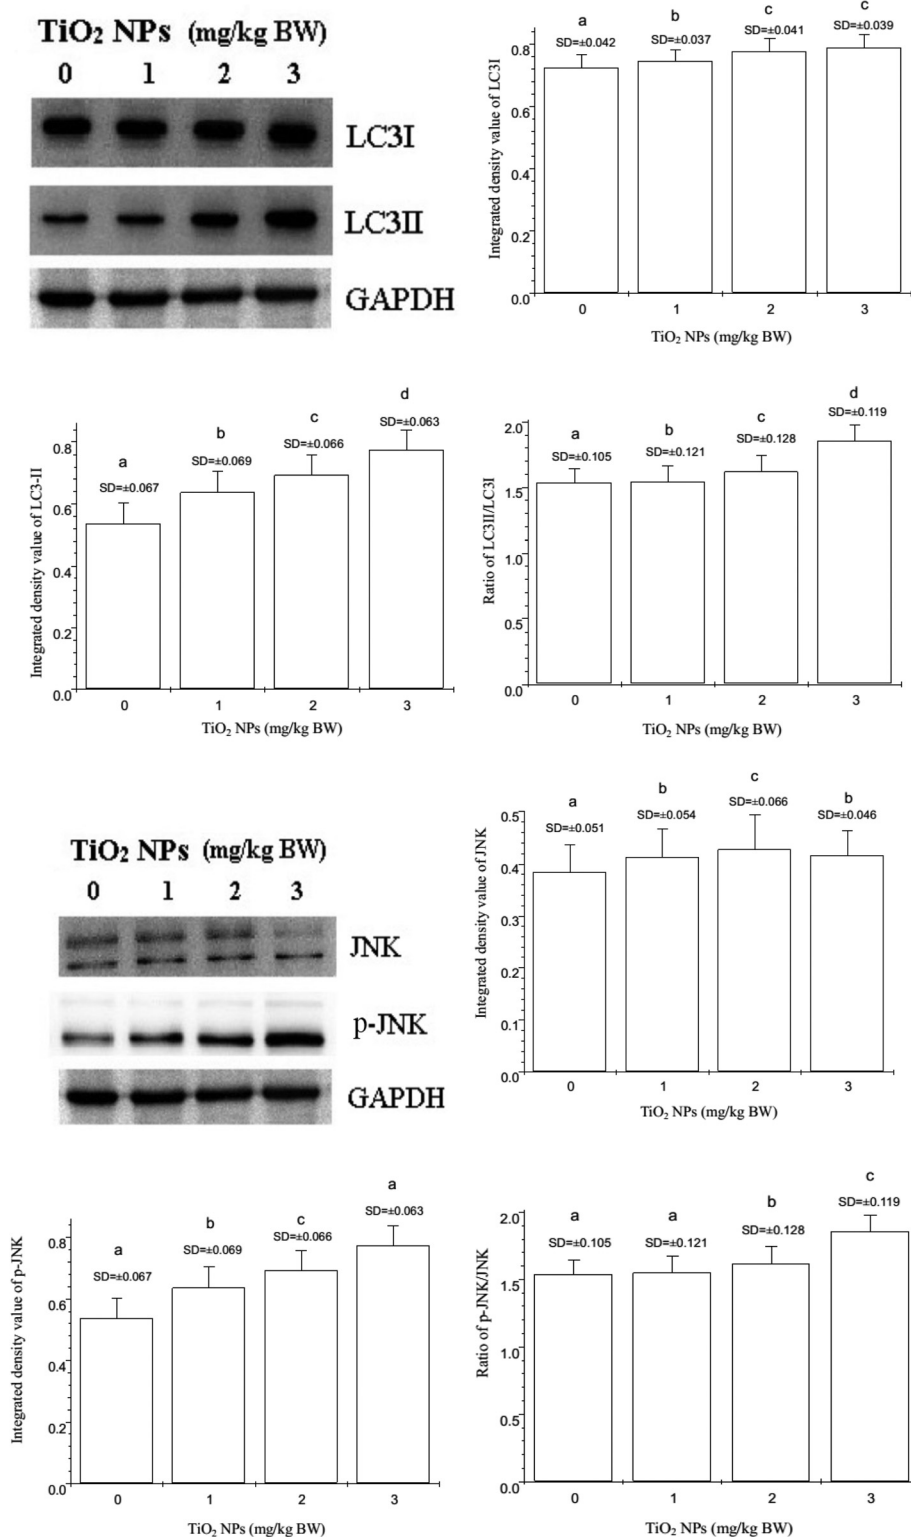 TiO₂ NPs (mg/kg BW)
0 1 2 3
LC3I
LC3II
GAPDH
a b c c
SD=±0.042 SD=±0.037 SD=±0.041 SD=±0.039
Integrated density value of LC3I
0.8
0.6
0.4
0.2
0.0
0 1 2 3
TiO₂ NPs (mg/kg BW)
a b c d
SD=±0.067 SD=±0.069 SD=±0.066 SD=±0.063
Integrated density value of LC3-II
0.8
0.6
0.4
0.2
0.0
0 1 2 3
TiO₂ NPs (mg/kg BW)
a b c d
SD=±0.105 SD=±0.121 SD=±0.128 SD=±0.119
Ratio of LC3II/LC3I
2.0
1.5
1.0
0.5
0.0
0 1 2 3
TiO₂ NPs (mg/kg BW)
TiO₂ NPs (mg/kg BW)
0 1 2 3
JNK
p-JNK
GAPDH
a b c b
SD=±0.051 SD=±0.054 SD=±0.066 SD=±0.046
Integrated density value of JNK
0.5
0.4
0.3
0.2
0.1
0.0
0 1 2 3
TiO₂ NPs (mg/kg BW)
a b c a
SD=±0.067 SD=±0.069 SD=±0.066 SD=±0.063
Integrated density value of p-JNK
0.8
0.6
0.4
0.2
0.0
0 1 2 3
TiO₂ NPs (mg/kg BW)
a a b c
SD=±0.105 SD=±0.121 SD=±0.128 SD=±0.119
Ratio of p-JNK/JNK
2.0
1.5
1.0
0.5
0.0
0 1 2 3
TiO₂ NPs (mg/kg BW)